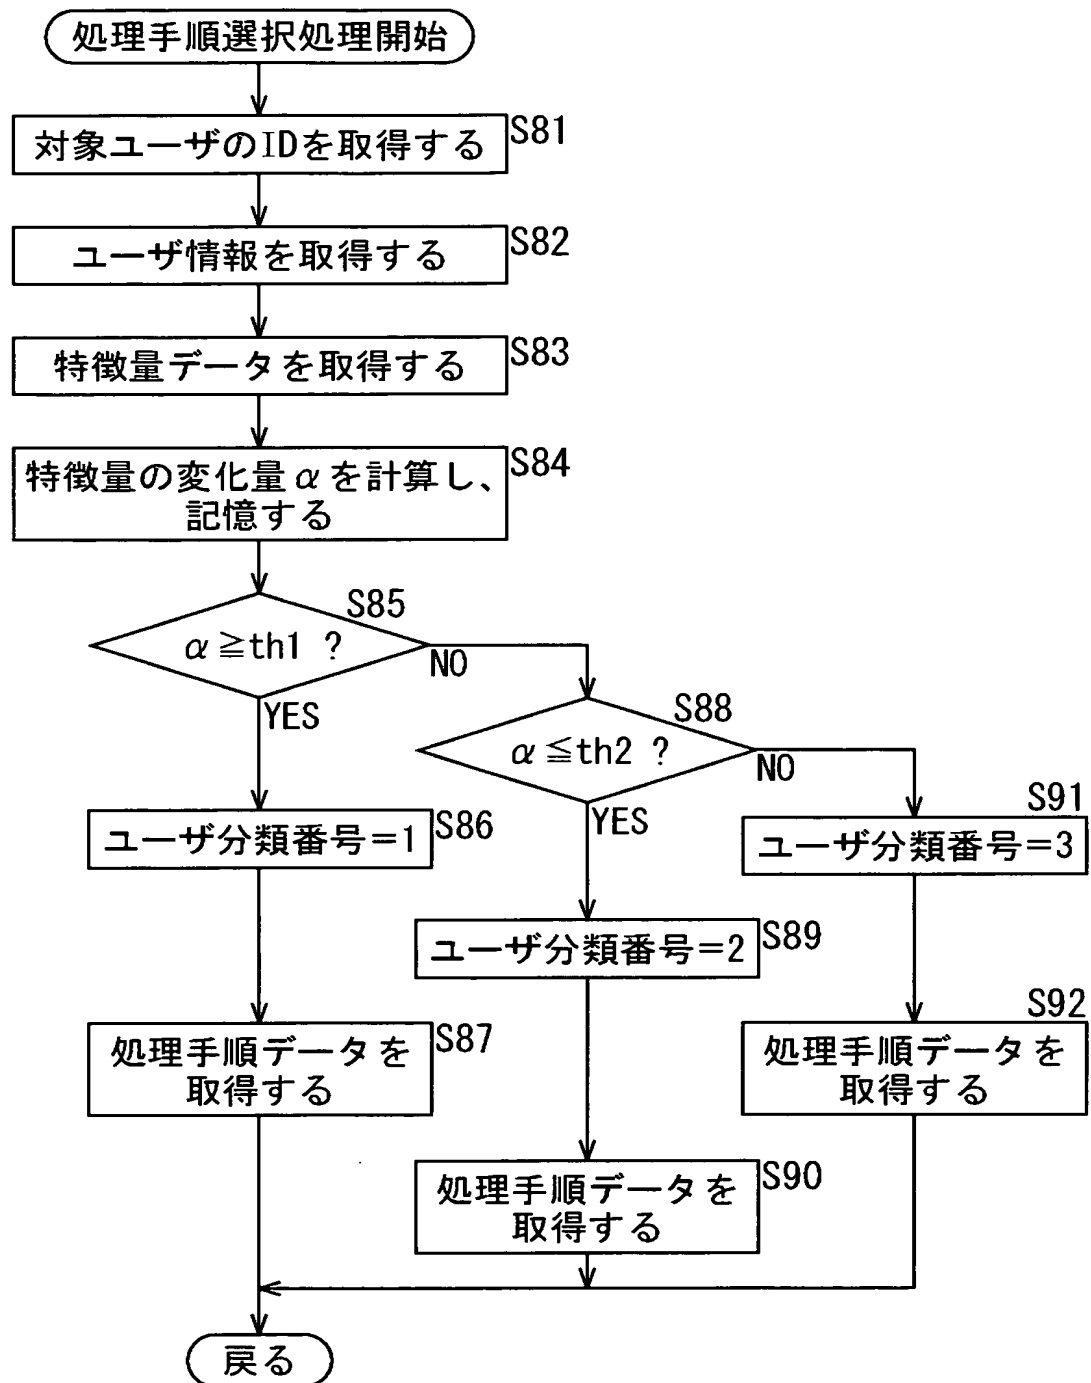 処理手順選択処理開始
対象ユーザのIDを取得する
S81
ユーザ情報を取得する
S82
特徴量データを取得する
S83
特徴量の変化量αを計算し、
記憶する
S84
α≧th1 ?
S85
NO
YES
α≦th2 ?
S88
NO
YES
ユーザ分類番号=1
S86
S91
ユーザ分類番号=3
ユーザ分類番号=2
S89
処理手順データを
取得する
S87
S92
処理手順データを
取得する
処理手順データを
取得する
S90
戻る